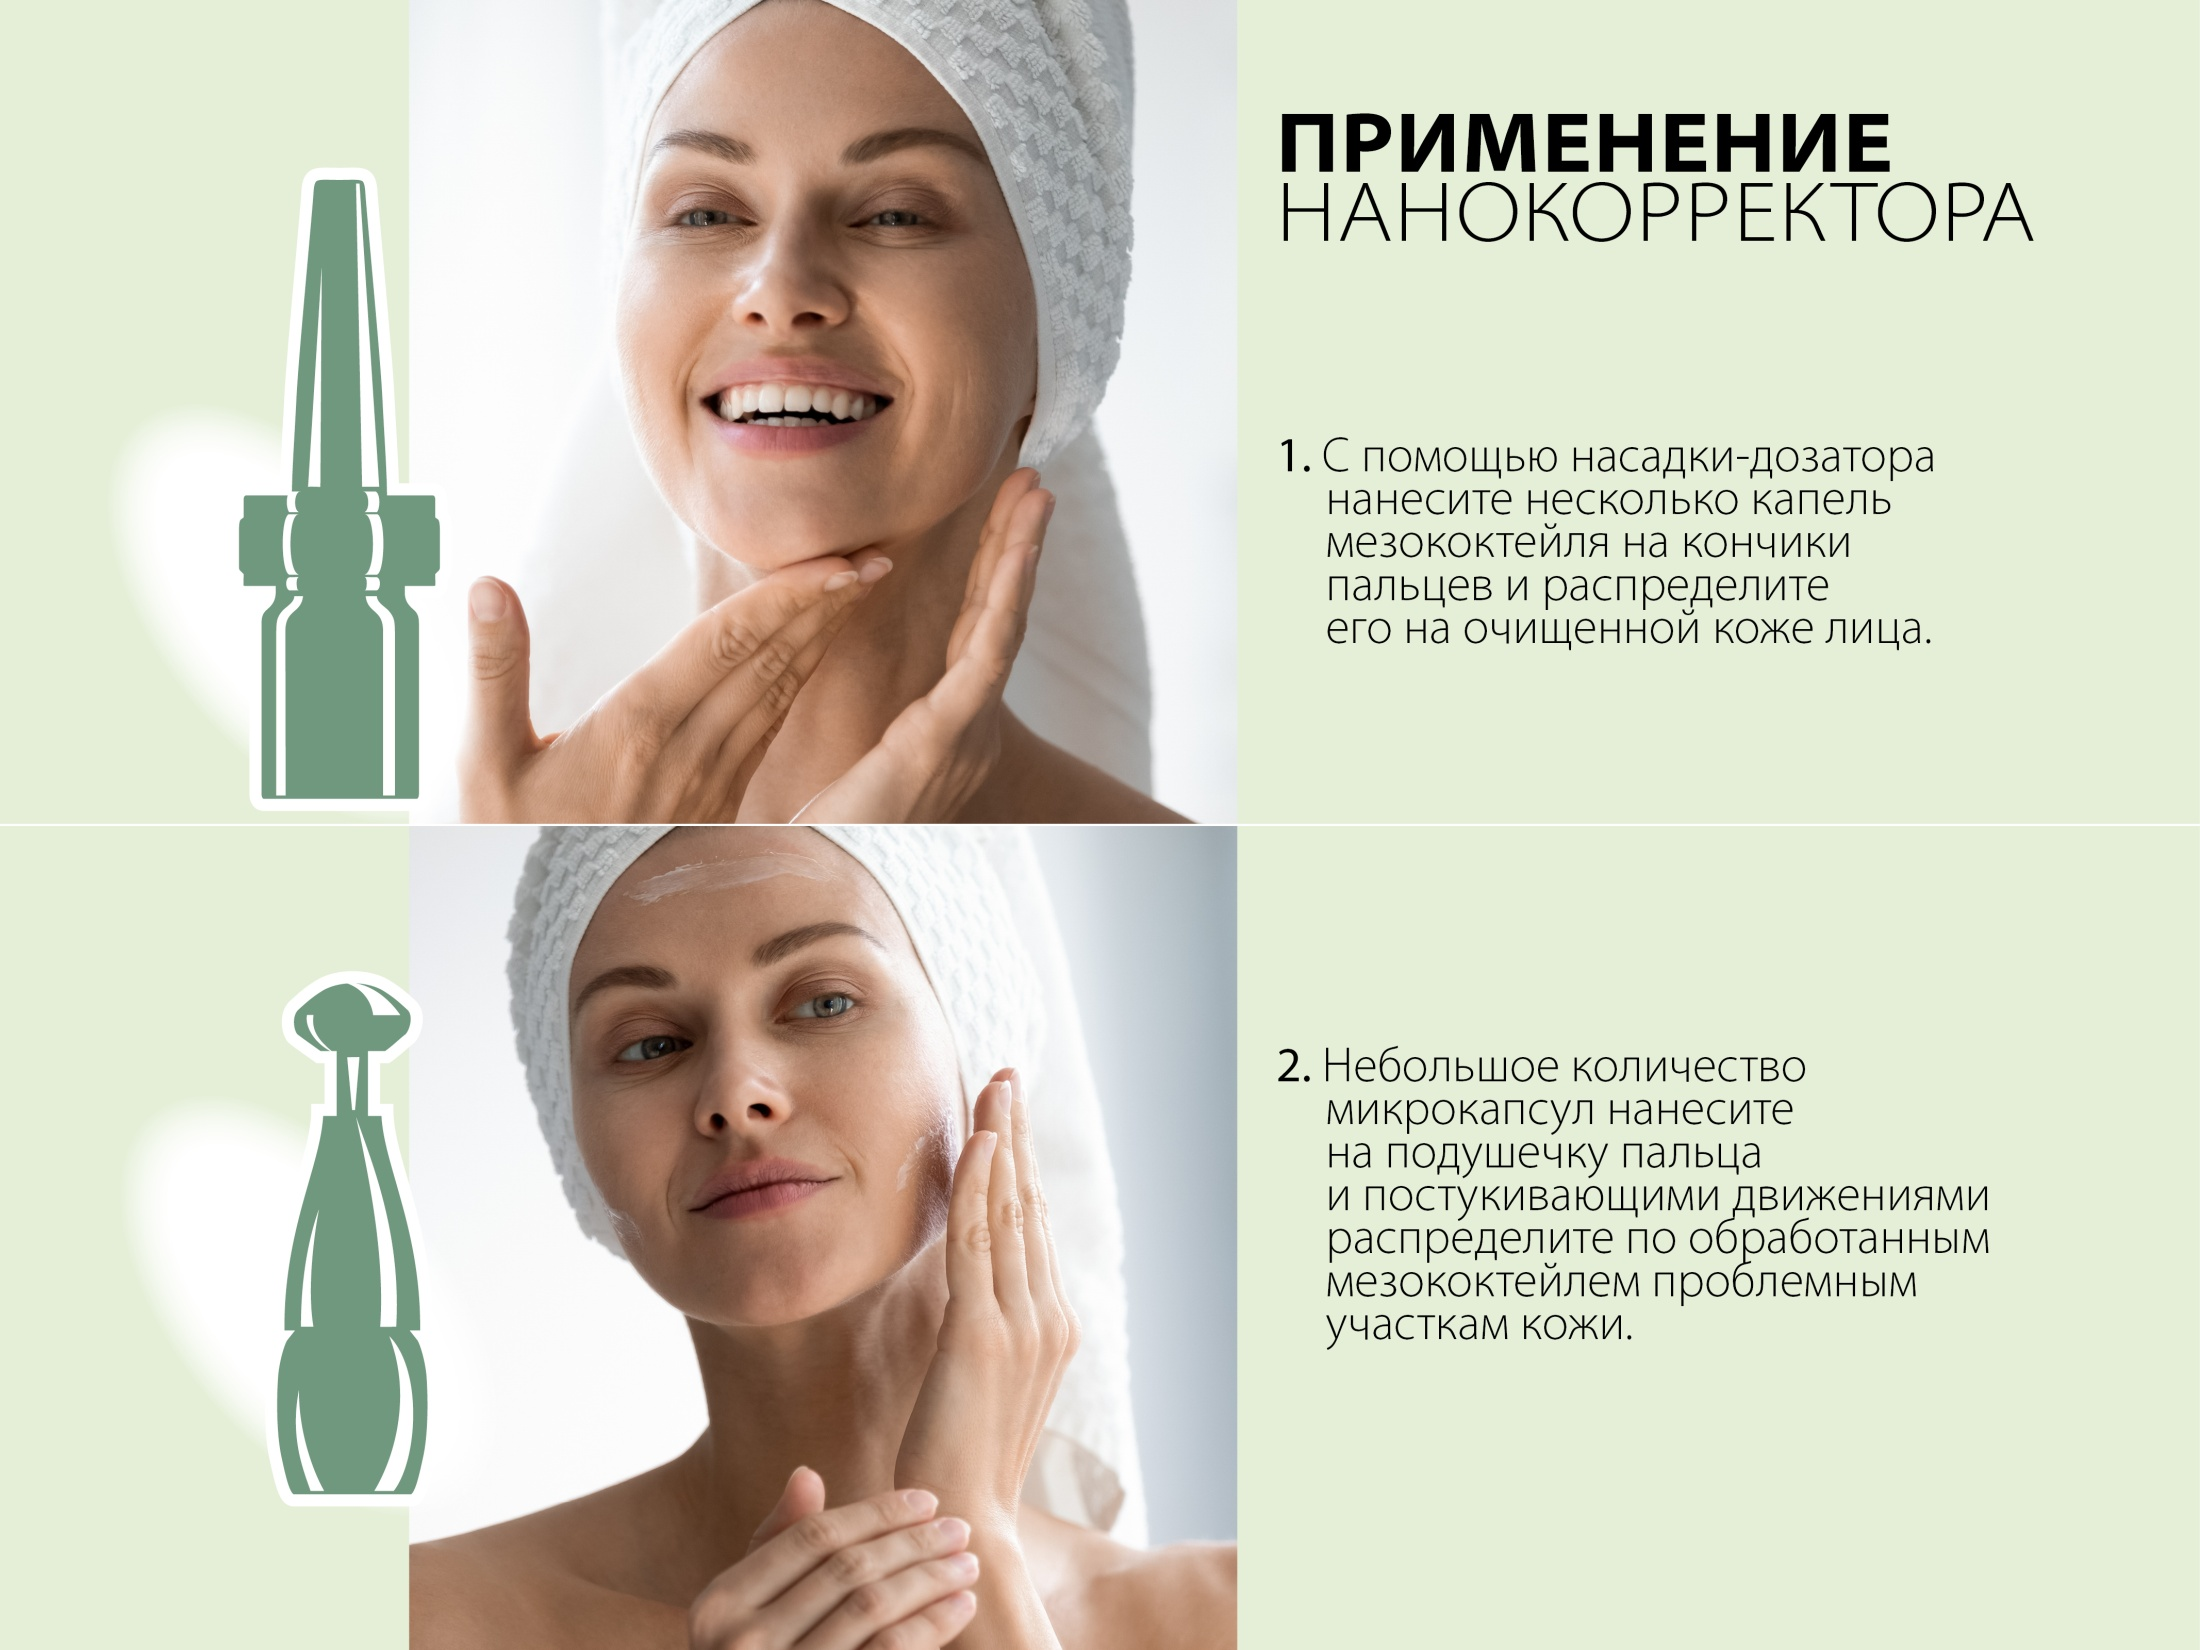 ПРИМЕНЕНИЕ
НАНОКОРРЕКТОРА
1. С помощью насадки-дозатора
нанесите несколько капель
мезококтейля на кончики
пальцев и распределите
его на очищенной коже лица.
2. Небольшое количество
микрокапсул нанесите
на подушечку пальца
и постукивающими движениями
распределите по обработанным
мезококтейлем проблемным
участкам кожи.